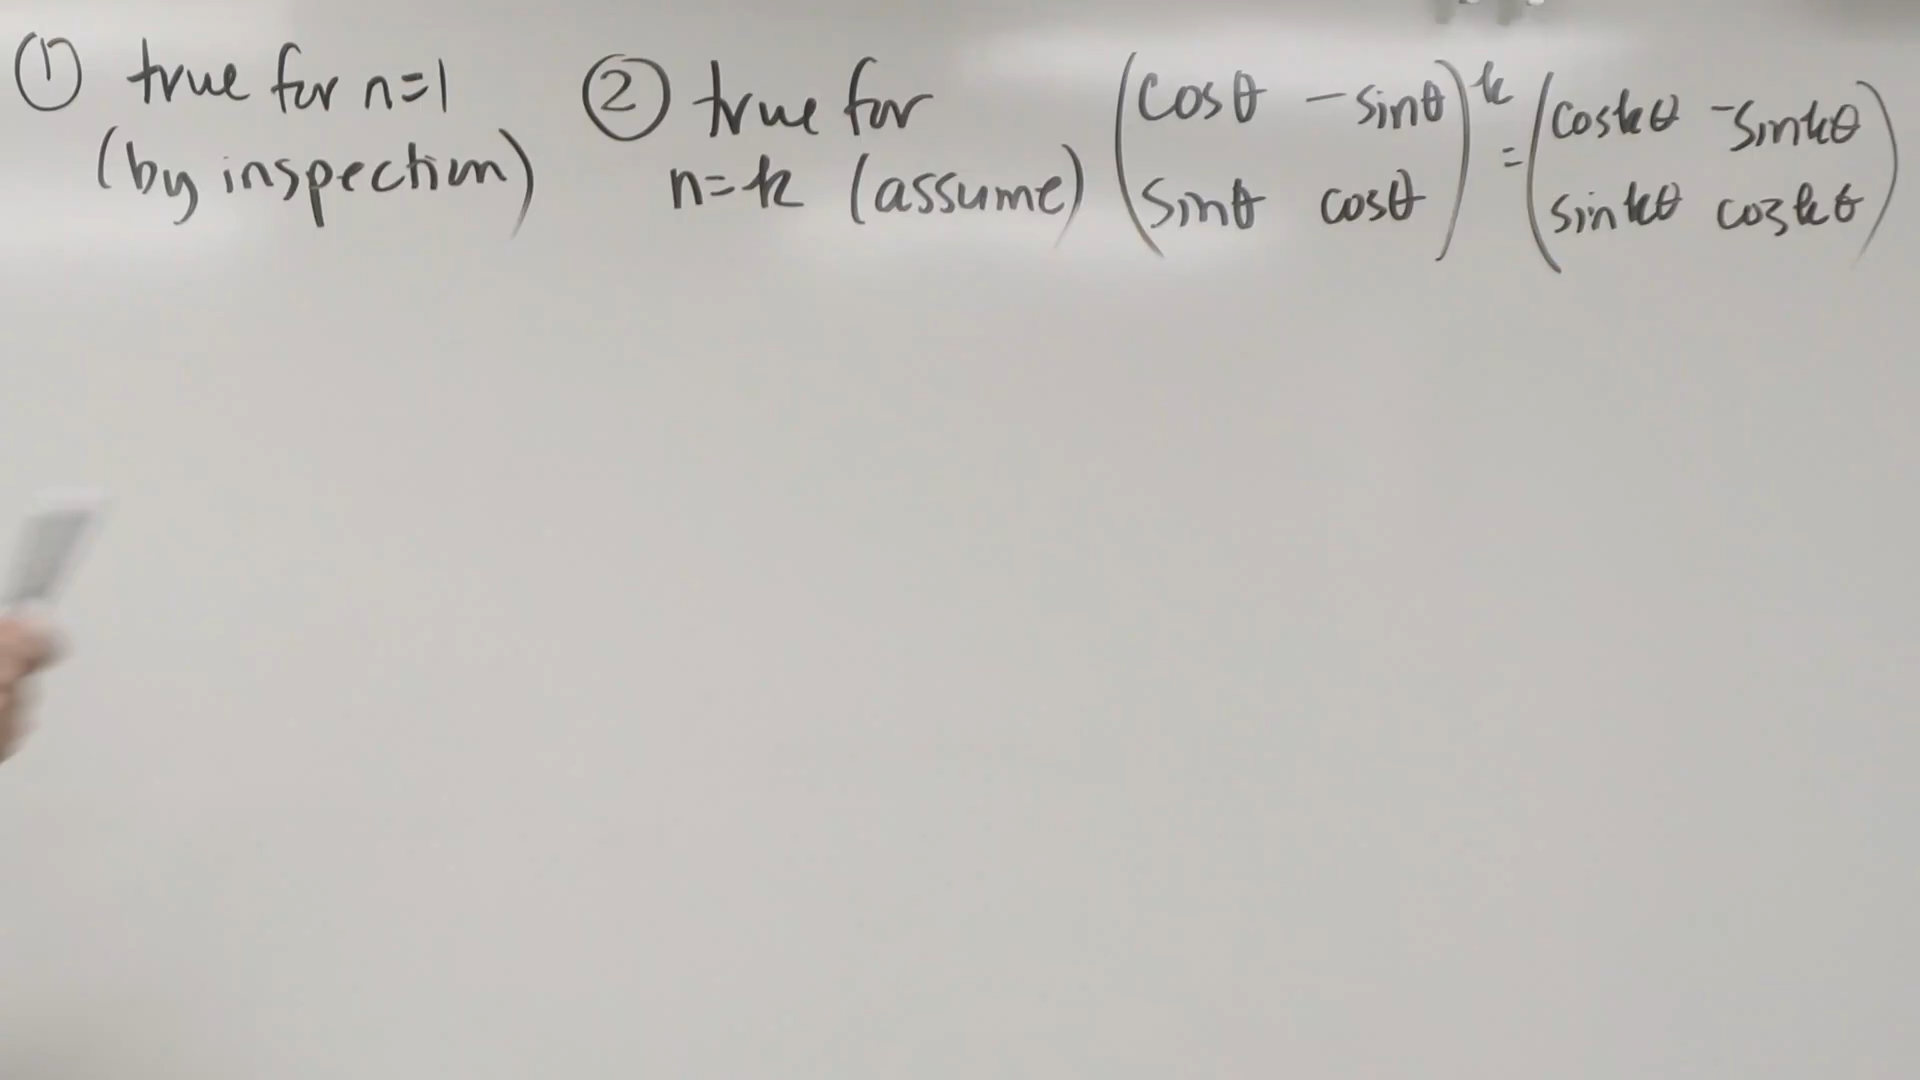 ① true for n=1
(by inspection)
② true for
n=k (assume)
(cosθ -sinθ)^k = (coskθ -sinkθ)
(sinθ cosθ) (sinkθ coskθ)